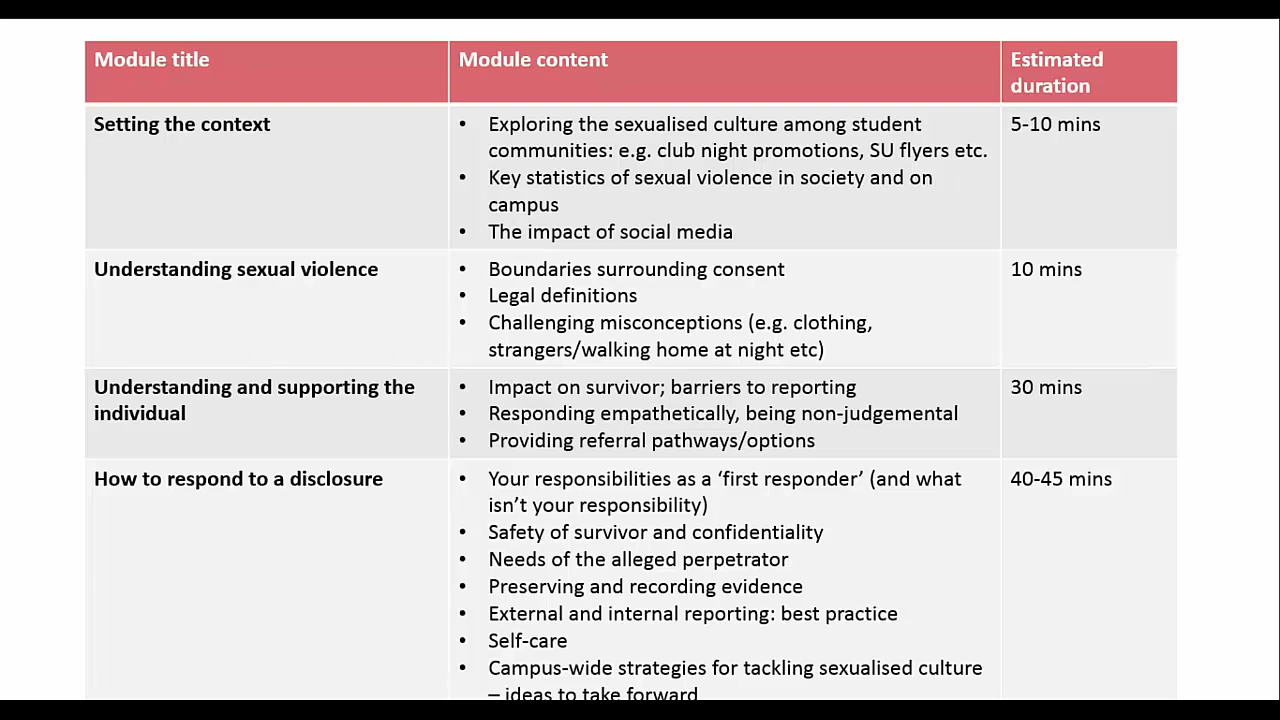 Module title
Module content
Estimated
duration
Setting the context
• Exploring the sexualised culture among student
communities: e.g. club night promotions, SU flyers etc.
• Key statistics of sexual violence in society and on
campus
• The impact of social media
5-10 mins
Understanding sexual violence
• Boundaries surrounding consent
• Legal definitions
• Challenging misconceptions (e.g. clothing,
strangers/walking home at night etc)
10 mins
Understanding and supporting the
individual
• Impact on survivor; barriers to reporting
• Responding empathetically, being non-judgemental
• Providing referral pathways/options
30 mins
How to respond to a disclosure
• Your responsibilities as a ‘first responder’ (and what
isn’t your responsibility)
• Safety of survivor and confidentiality
• Needs of the alleged perpetrator
• Preserving and recording evidence
• External and internal reporting: best practice
• Self-care
• Campus-wide strategies for tackling sexualised culture
– ideas to take forward
40-45 mins